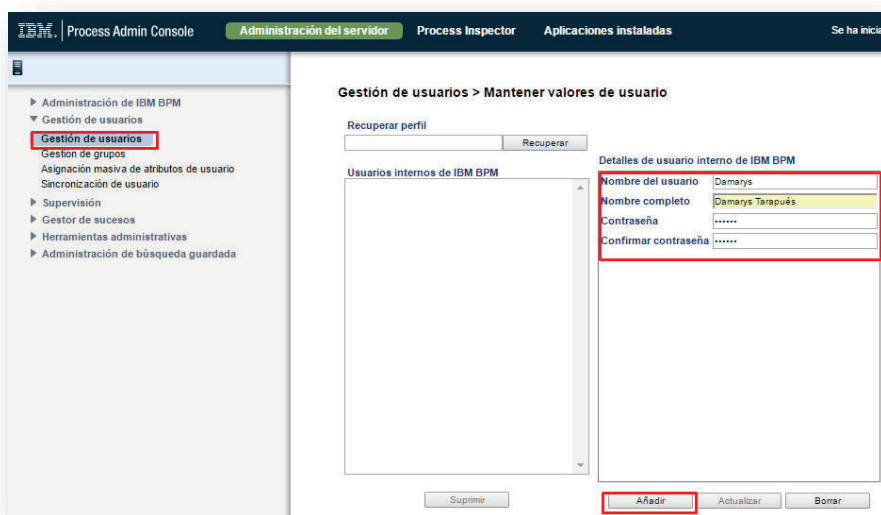 IBM. Process Admin Console Administración del servidor Process Inspector Aplicaciones instaladas Se ha inicia
Administración de IBM BPM
Gestión de usuarios
Gestión de usuarios
Gestión de grupos
Asignación masiva de atributos de usuario
Sincronización de usuario
Supervisión
Gestor de sucesos
Herramientas administrativas
Administración de búsqueda guardada
Gestión de usuarios > Mantener valores de usuario
Recuperar perfil
Recuperar
Usuarios internos de IBM BPM
Suprimir
Detalles de usuario interno de IBM BPM
Nombre del usuario Damarys
Nombre completo Damarys Tarapués
Contraseña ••••••
Confirmar contraseña ••••••
Añadir Actualizar Borrar